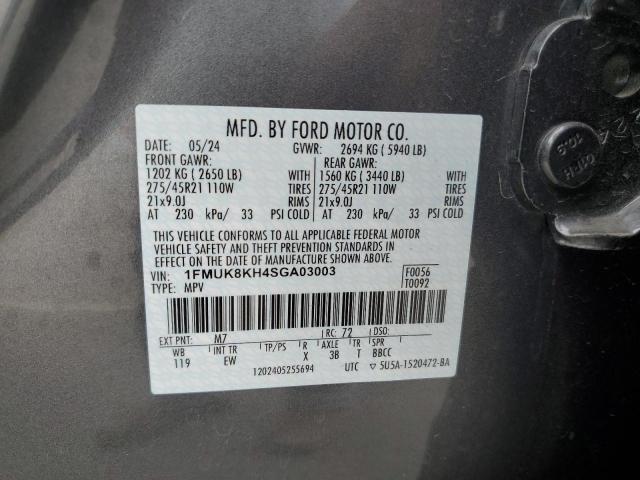 MFD. BY FORD MOTOR CO.
DATE: 05/24 GVWR: 2694 KG ( 5940 LB)
FRONT GAWR: REAR GAWR:
1202 KG ( 2650 LB) 1560 KG ( 3440 LB)
275/45R21 110W TIRES 275/45R21 110W TIRES
21x9.0J RIMS 21x9.0J RIMS
AT 230 kPa/ 33 PSI COLD AT 230 kPa/ 33 PSI COLD
THIS VEHICLE CONFORMS TO ALL APPLICABLE FEDERAL MOTOR
VEHICLE SAFETY AND THEFT PREVENTION STANDARDS IN
EFFECT ON THE DATE OF MANUFACTURE SHOWN ABOVE.
VIN: 1FMUK8KH4SGA03003 F0056
TYPE: MPV T0092
EXT PNT: M7 RC: 72 DSO:
WB INT TR TP/PS R AXLE TR SPR
119 EW X 3B T BBCC
1202405255694 UTC ▽ 5U5A-1520472-BA
10.9